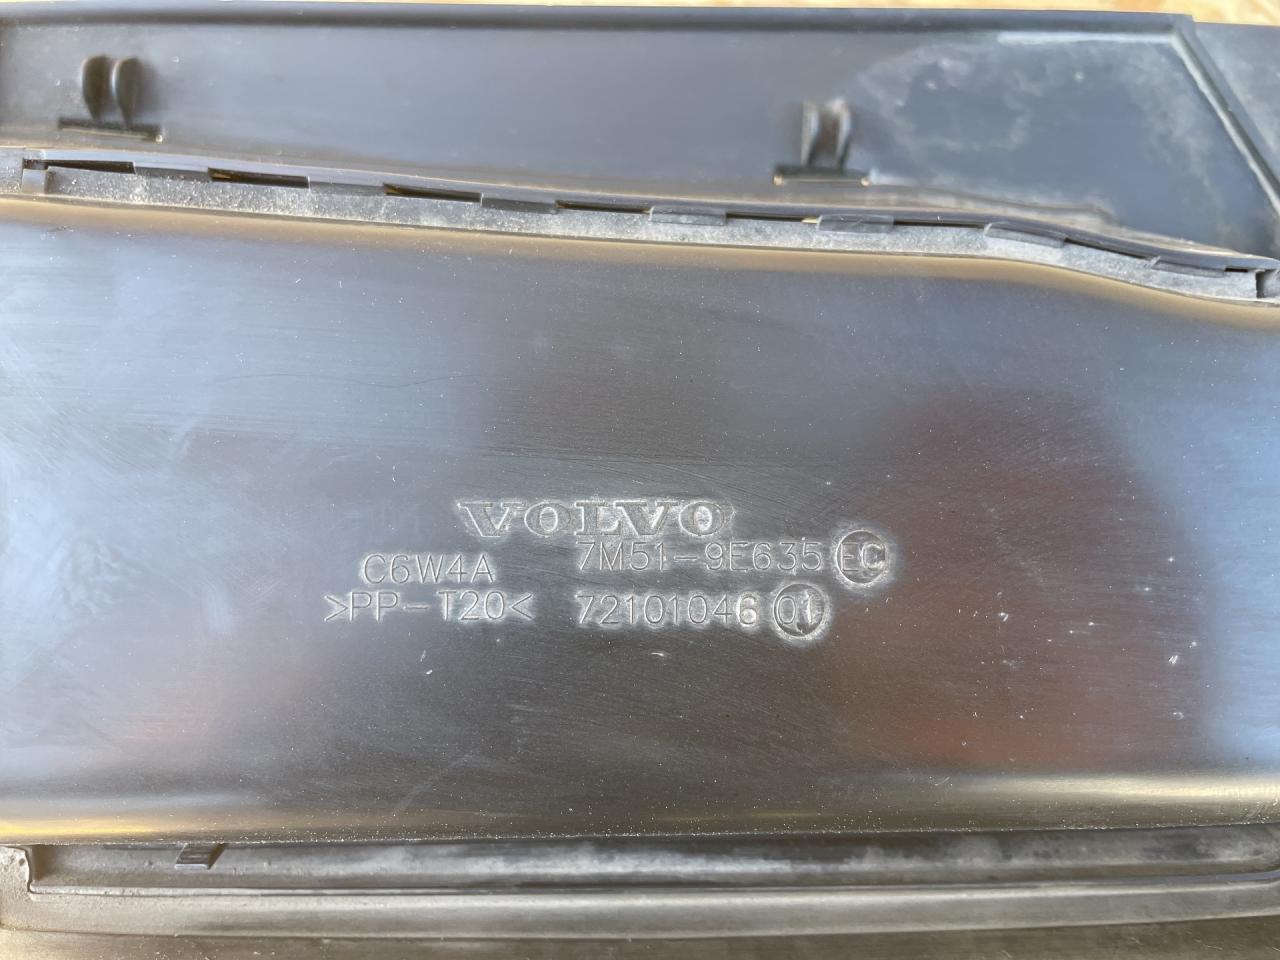 VOLVO
C6W4A 7M51-9E635 EC
>PP-T20< 72101046 01